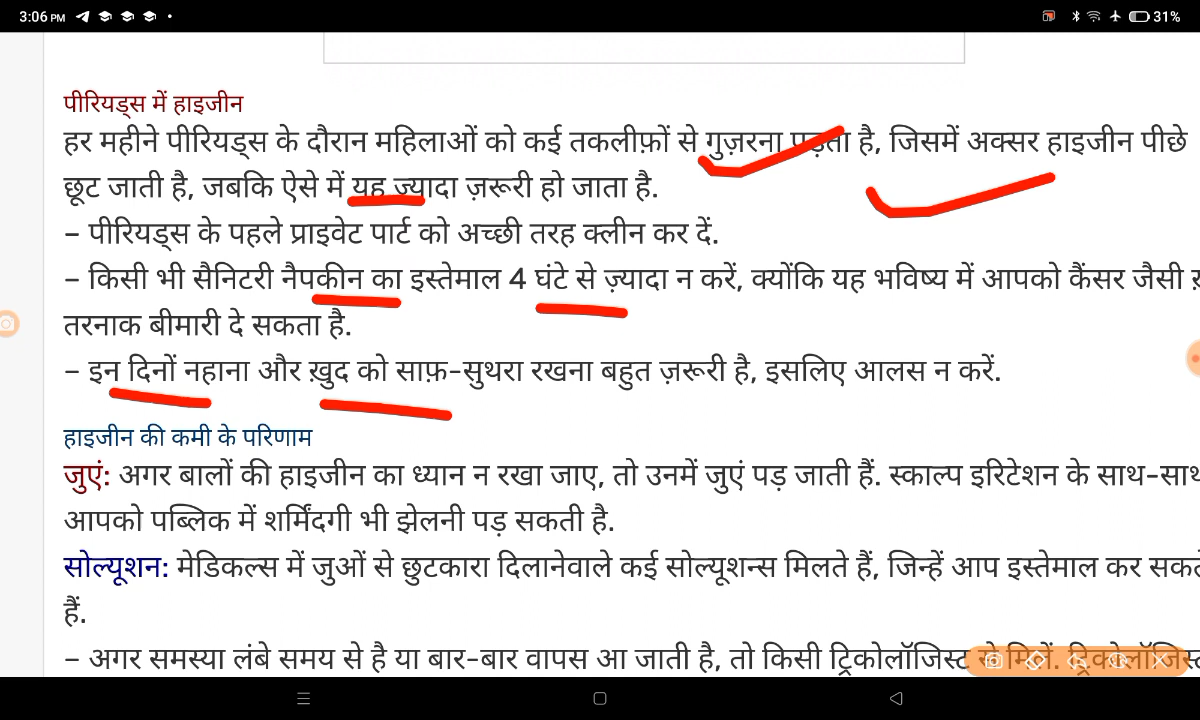 3:06 PM
31%
पीरियड्स में हाइजीन
हर महीने पीरियड्स के दौरान महिलाओं को कई तकलीफ़ों से गुज़रना पड़ता है, जिसमें अक्सर हाइजीन पीछे
छूट जाती है, जबकि ऐसे में यह ज्यादा ज़रूरी हो जाता है.
– पीरियड्स के पहले प्राइवेट पार्ट को अच्छी तरह क्लीन कर दें.
– किसी भी सैनिटरी नैपकीन का इस्तेमाल 4 घंटे से ज़्यादा न करें, क्योंकि यह भविष्य में आपको कैंसर जैसी ख़
तरनाक बीमारी दे सकता है.
– इन दिनों नहाना और ख़ुद को साफ़-सुथरा रखना बहुत ज़रूरी है, इसलिए आलस न करें.
हाइजीन की कमी के परिणाम
जुएं: अगर बालों की हाइजीन का ध्यान न रखा जाए, तो उनमें जुएं पड़ जाती हैं. स्काल्प इरिटेशन के साथ-साथ
आपको पब्लिक में शर्मिंदगी भी झेलनी पड़ सकती है.
सोल्यूशन: मेडिकल्स में जुओं से छुटकारा दिलानेवाले कई सोल्यूशन्स मिलते हैं, जिन्हें आप इस्तेमाल कर सकते
हैं.
– अगर समस्या लंबे समय से है या बार-बार वापस आ जाती है, तो किसी ट्रिकोलॉजिस्ट से मिलें. ट्रिकोलॉजिस्ट